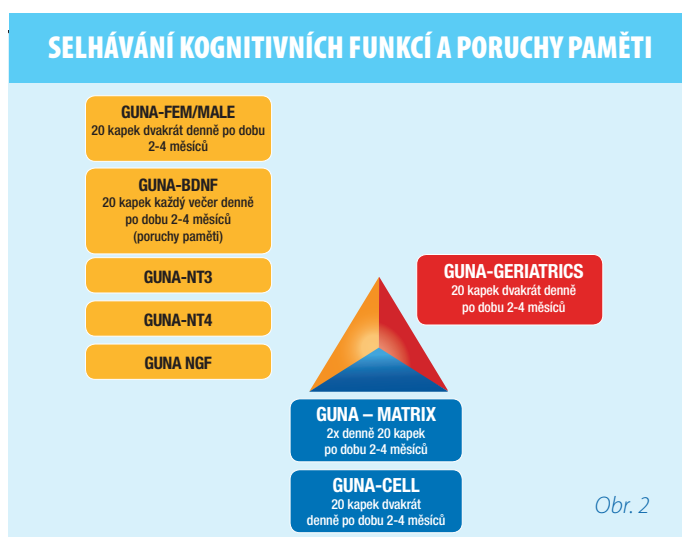 SELHÁVÁNÍ KOGNITIVNÍCH FUNKCÍ A PORUCHY PAMĚTI
GUNA-FEM/MALE
20 kapek dvakrát denně po dobu
2-4 měsíců
GUNA-BDNF
20 kapek každý večer denně
po dobu 2-4 měsíců
(poruchy paměti)
GUNA-NT3
GUNA-NT4
GUNA NGF
GUNA-GERIATRICS
20 kapek dvakrát denně
po dobu 2-4 měsíců
GUNA – MATRIX
2x denně 20 kapek
po dobu 2-4 měsíců
GUNA-CELL
20 kapek dvakrát
denně po dobu 2-4 měsíců
Obr. 2